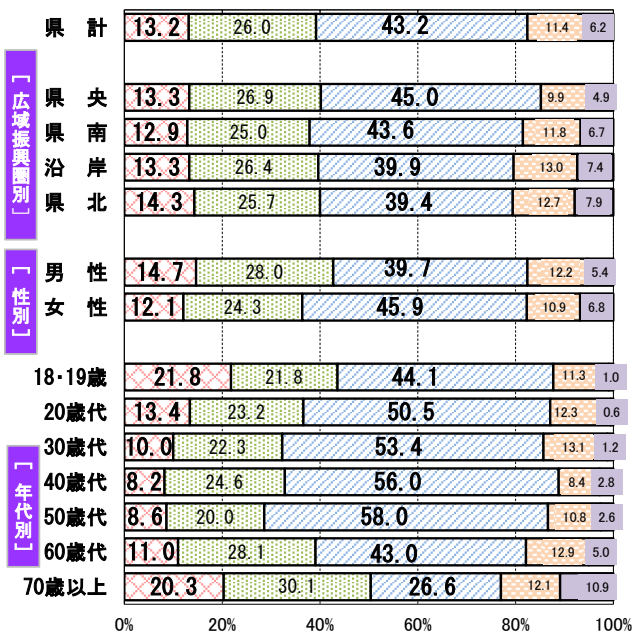 県 計 13.2 26.0 43.2 11.4 6.2
[広域振興圏別]
県 央 13.3 26.9 45.0 9.9 4.9
県 南 12.9 25.0 43.6 11.8 6.7
沿 岸 13.3 26.4 39.9 13.0 7.4
県 北 14.3 25.7 39.4 12.7 7.9
[性別]
男 性 14.7 28.0 39.7 12.2 5.4
女 性 12.1 24.3 45.9 10.9 6.8
18・19歳 21.8 21.8 44.1 11.3 1.0
20歳代 13.4 23.2 50.5 12.3 0.6
[年代別]
30歳代 10.0 22.3 53.4 13.1 1.2
40歳代 8.2 24.6 56.0 8.4 2.8
50歳代 8.6 20.0 58.0 10.8 2.6
60歳代 11.0 28.1 43.0 12.9 5.0
70歳以上 20.3 30.1 26.6 12.1 10.9
0% 20% 40% 60% 80% 100%